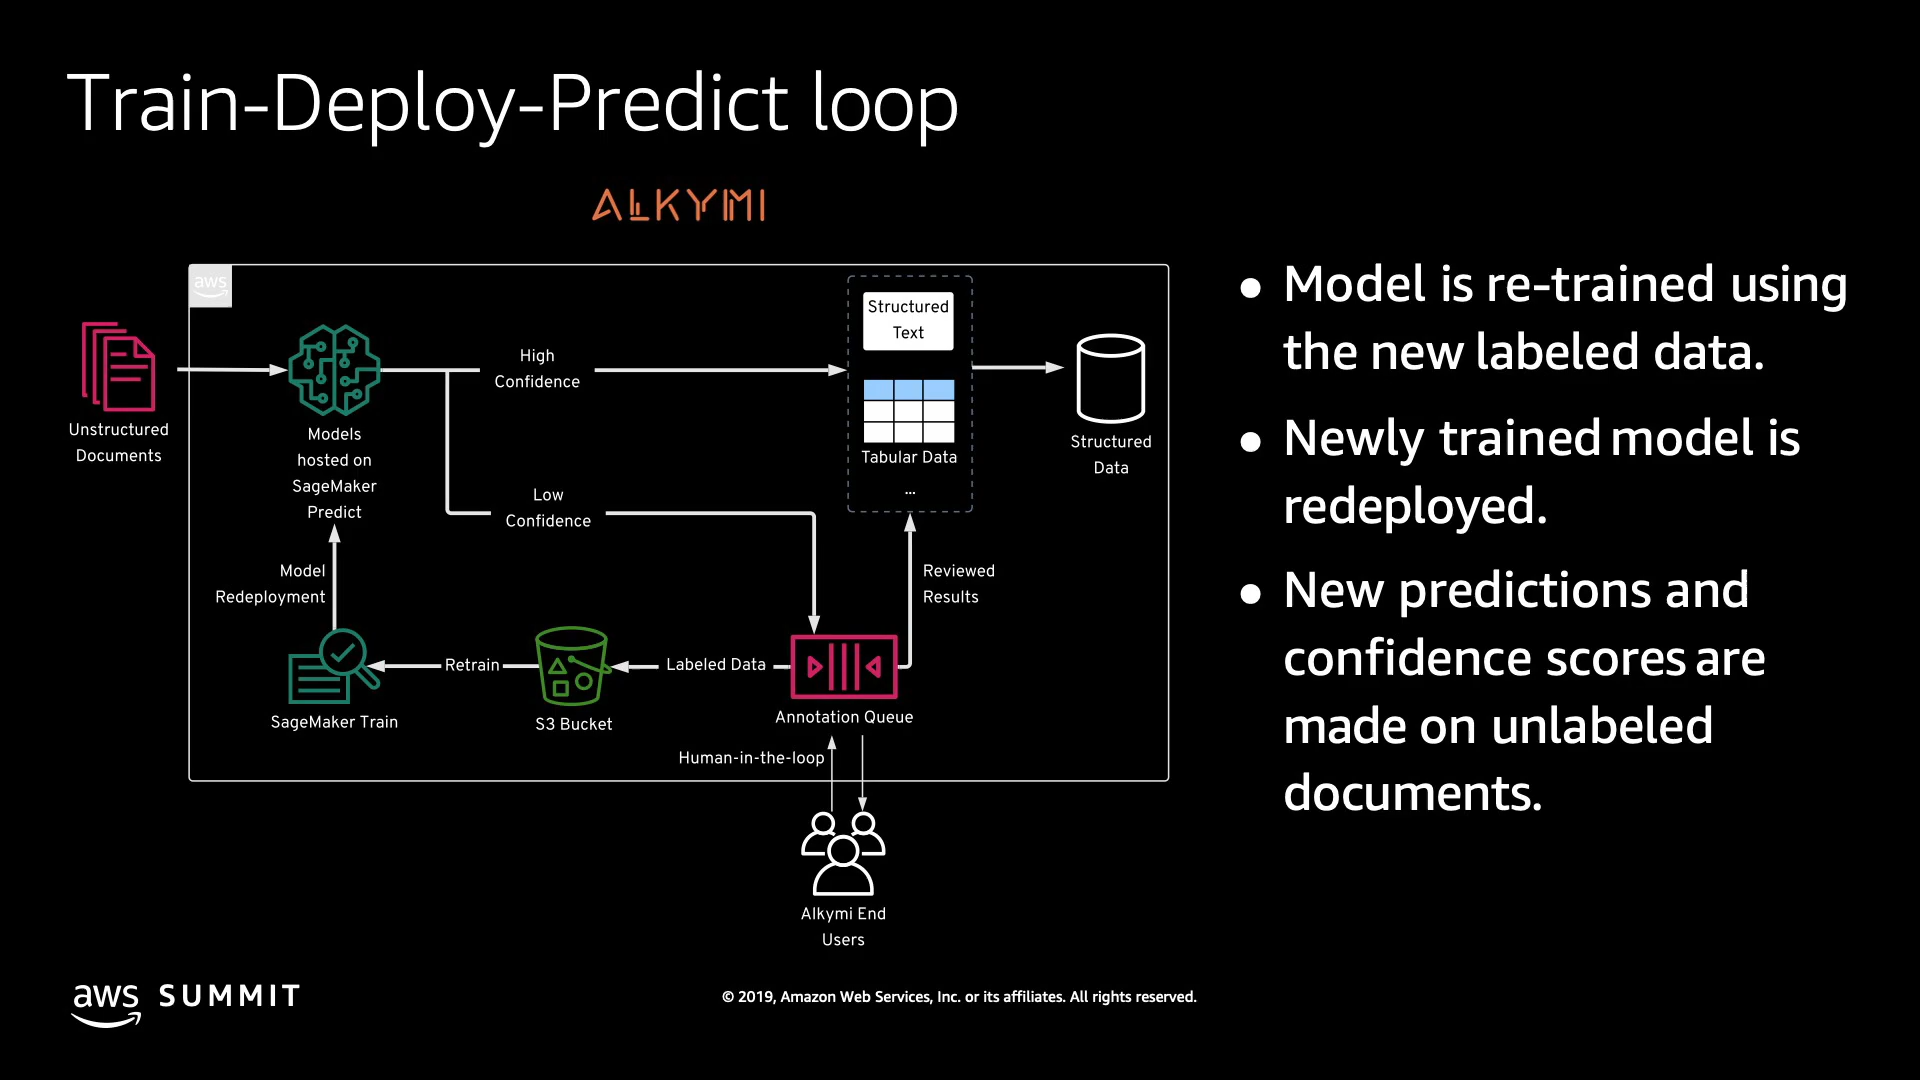 Train-Deploy-Predict loop
ALKYMI
aws
Unstructured
Documents
Models
hosted on
SageMaker
Predict
High
Confidence
Low
Confidence
Structured
Text
Tabular Data
...
Structured
Data
Model
Redeployment
Reviewed
Results
SageMaker Train
Retrain
S3 Bucket
Labeled Data
Annotation Queue
Human-in-the-loop
Alkymi End
Users
● Model is re-trained using
the new labeled data.
● Newly trained model is
redeployed.
● New predictions and
confidence scores are
made on unlabeled
documents.
aws SUMMIT
© 2019, Amazon Web Services, Inc. or its affiliates. All rights reserved.